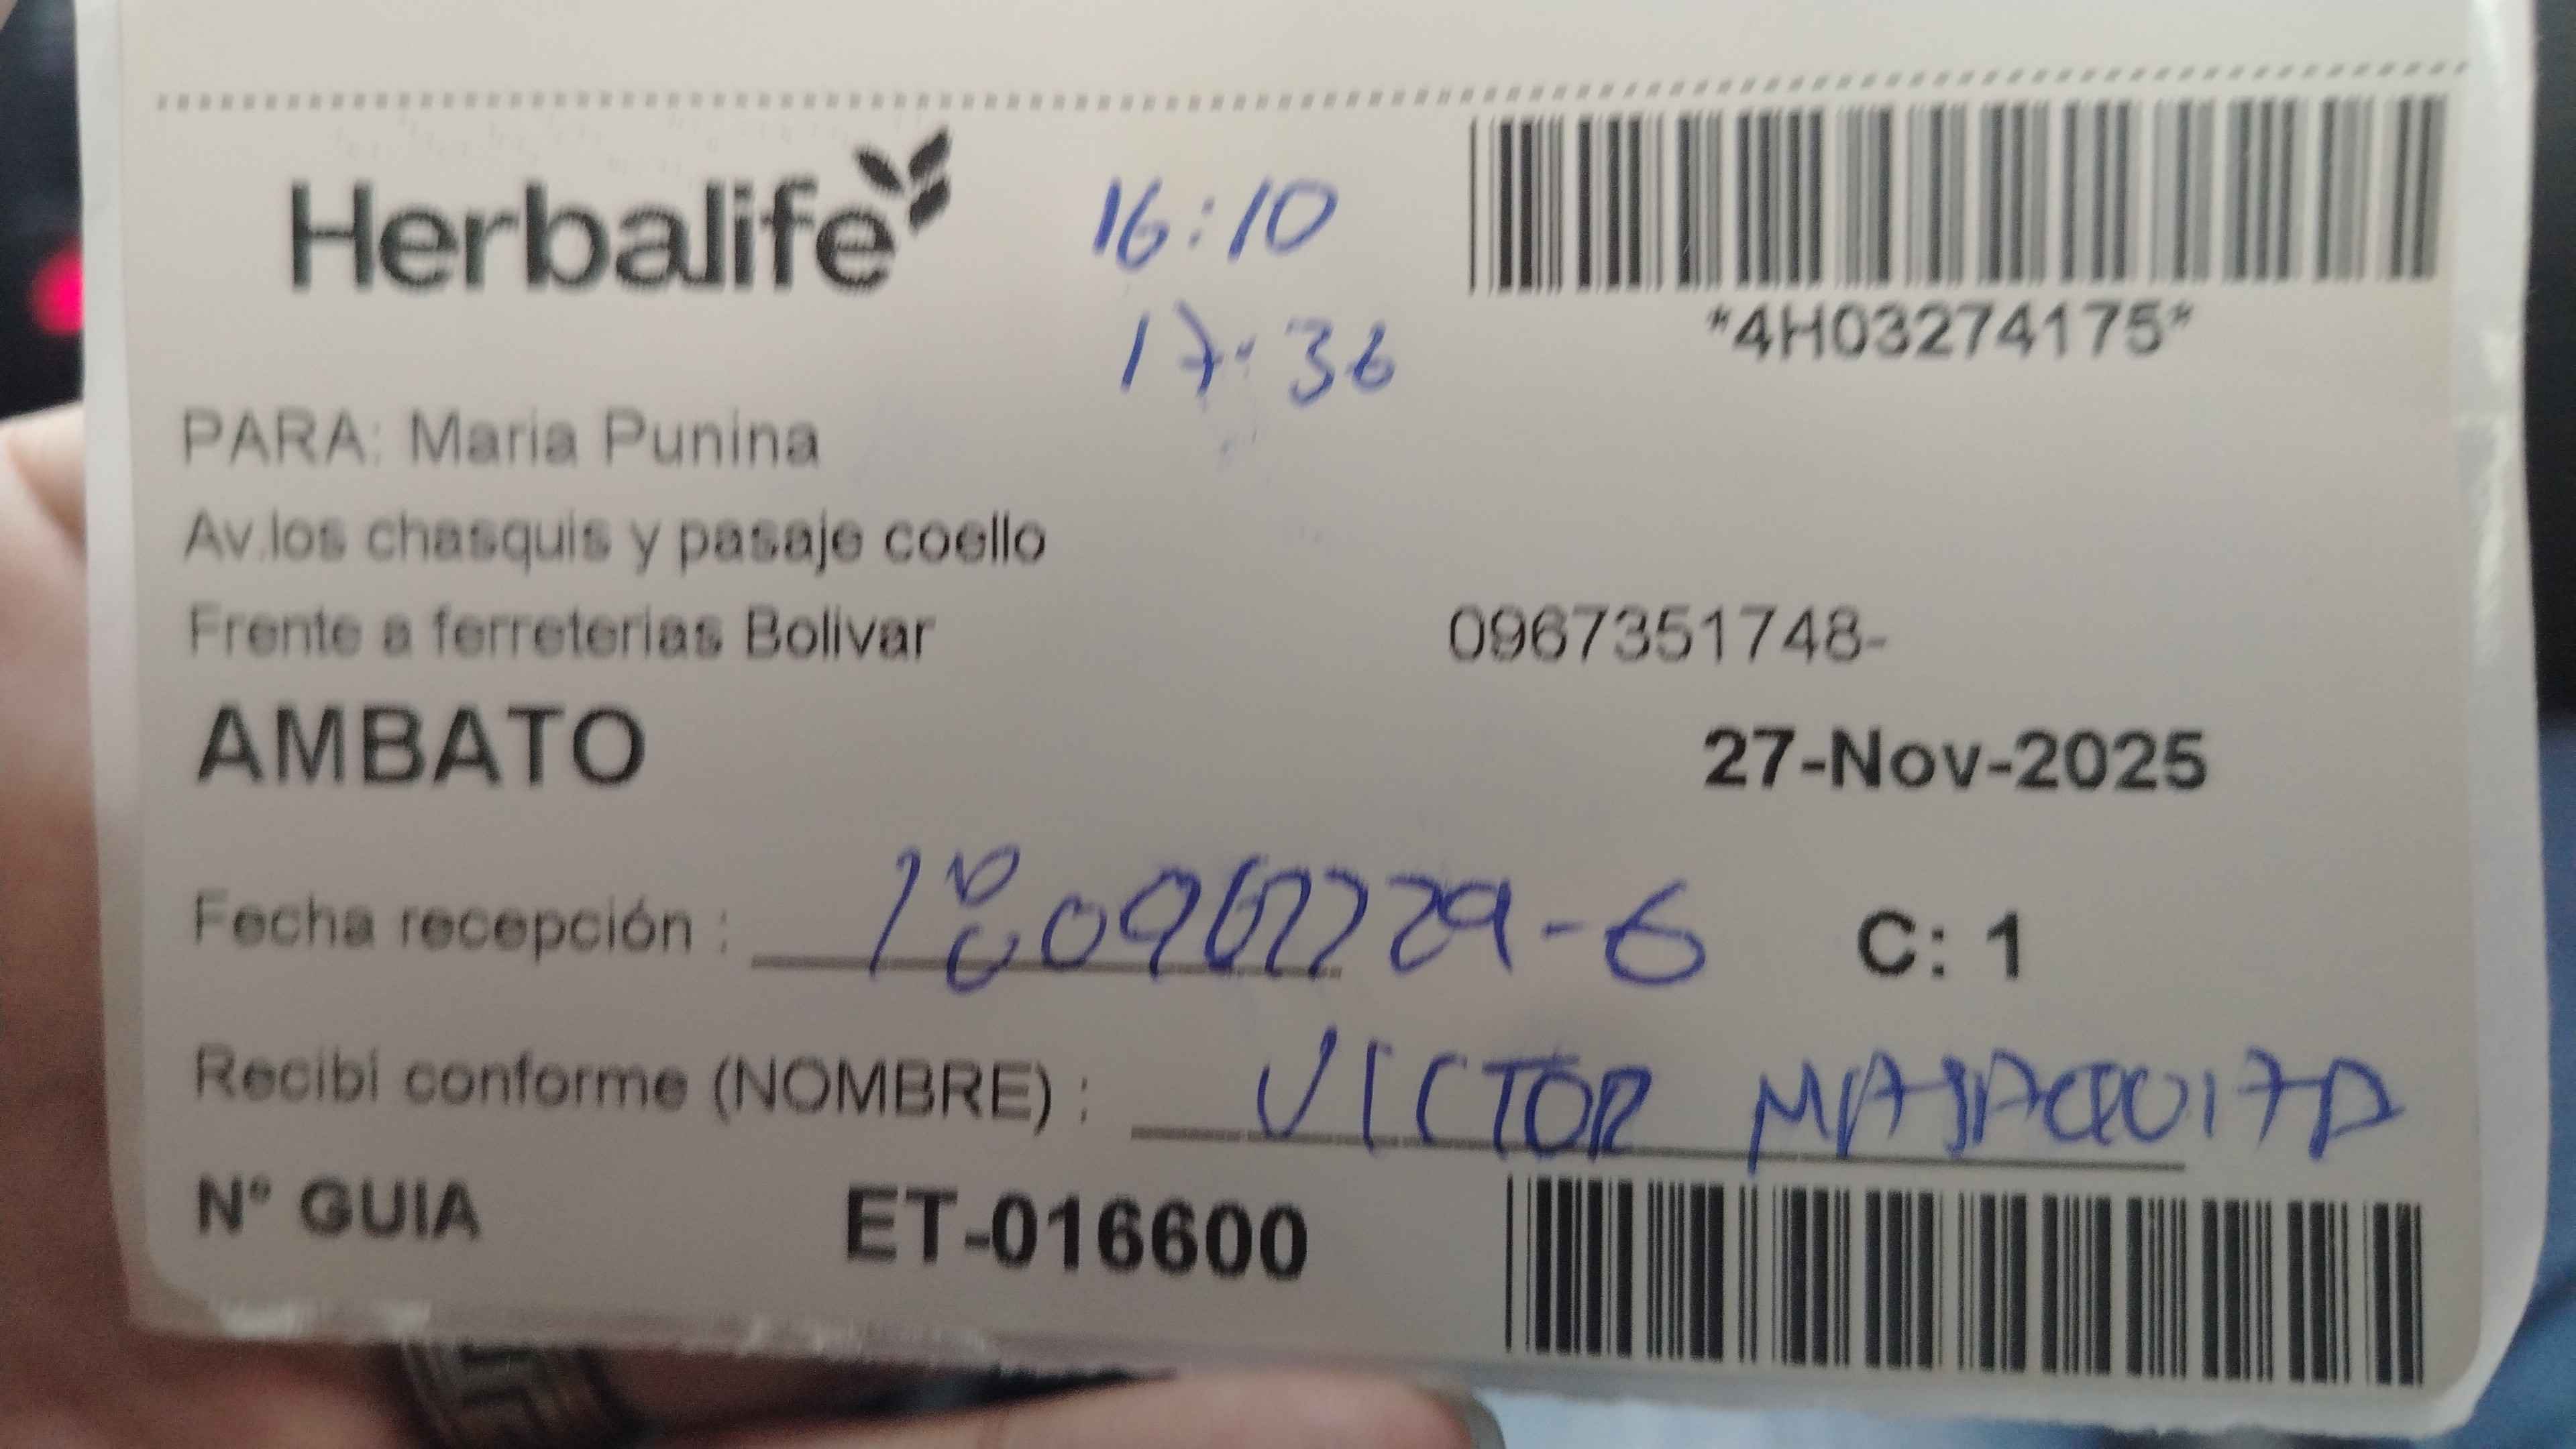 Herbalife
16:10
17:36
*4H03274175*
PARA: Maria Punina
Av.los chasquis y pasaje coello
Frente a ferreterias Bolivar 0967351748-
AMBATO 27-Nov-2025
Fecha recepción : C: 1
Recibí conforme (NOMBRE) : VICTOR
N° GUIA ET-016600